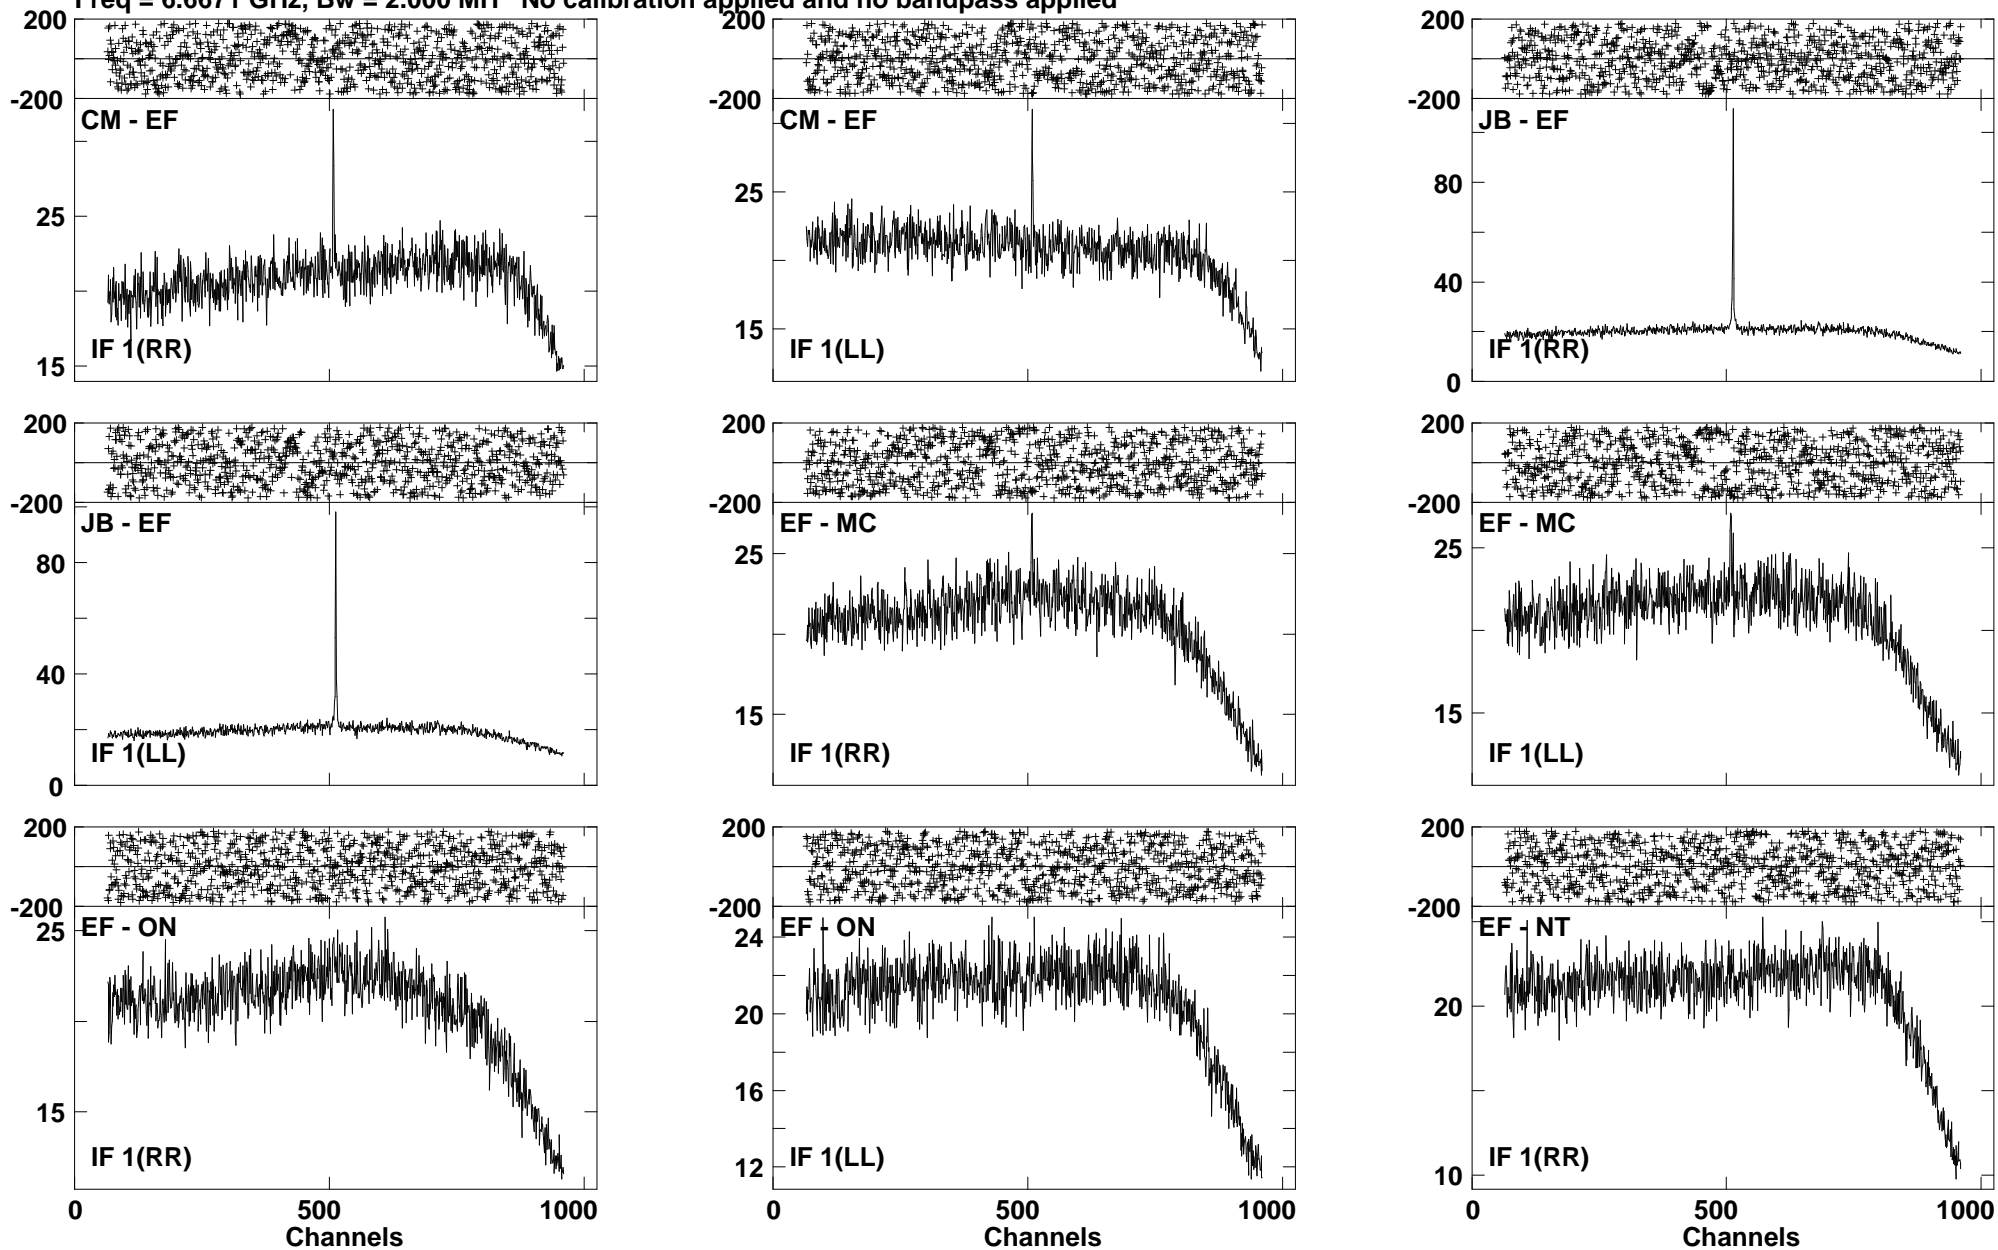 Freq = 6.6671 GHz, Bw = 2.000 MH No calibration applied and no bandpass applied
200
-200
CM - EF
25
15
IF 1(RR)
200
-200
CM - EF
25
15
IF 1(LL)
200
-200
JB - EF
80
40
0
IF 1(RR)
200
-200
JB - EF
80
40
0
IF 1(LL)
200
-200
EF - MC
25
15
IF 1(RR)
200
-200
EF - MC
25
15
IF 1(LL)
200
-200
EF - ON
25
15
IF 1(RR)
0 500 1000
Channels
200
-200
EF - ON
24
20
16
12
IF 1(LL)
0 500 1000
Channels
200
-200
EF - NT
20
10
IF 1(RR)
0 500 1000
Channels